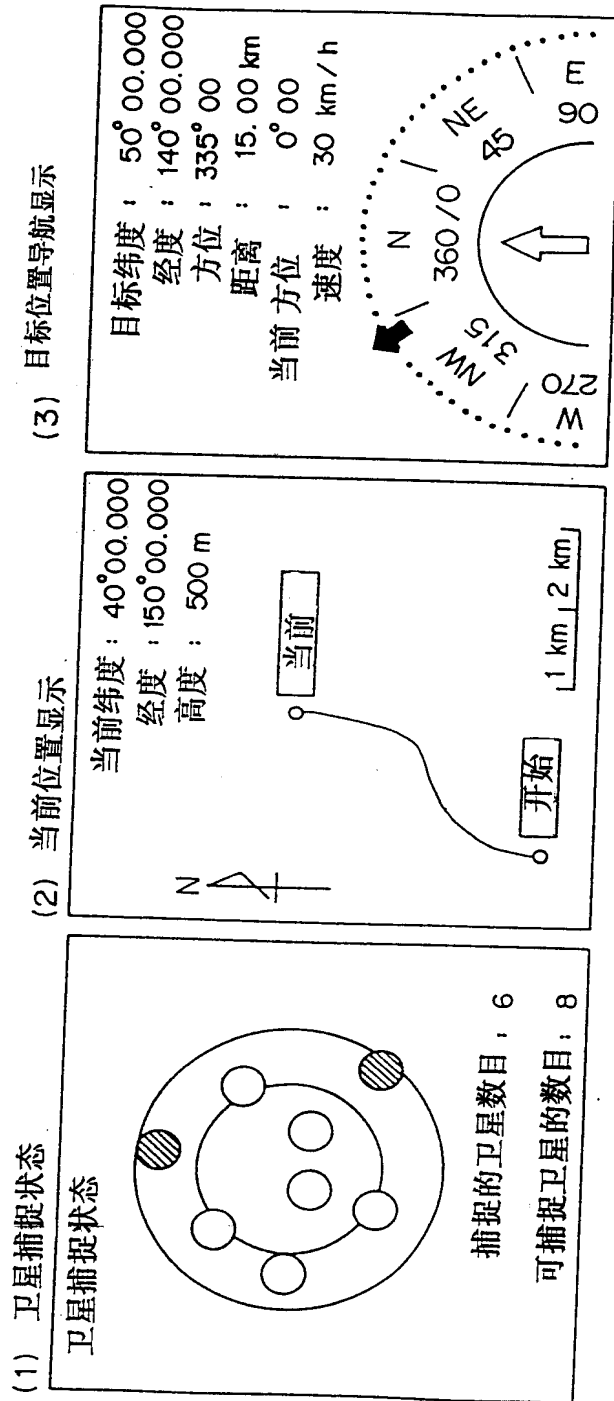 (1) 卫星捕捉状态
卫星捕捉状态
捕捉的卫星数目：6
可捕捉卫星的数目：8
(2) 当前位置显示
当前纬度：40°00.000
经度：150°00.000
高度：500 m
N
当前
开始
1 km 2 km
(3) 目标位置导航显示
目标纬度：50°00.000
经度：140°00.000
方位：335°00
距离：15.00 km
当前 方位：0°00
速度：30 km/h
W 270
NW 315
N 360/0
NE 45
E 90